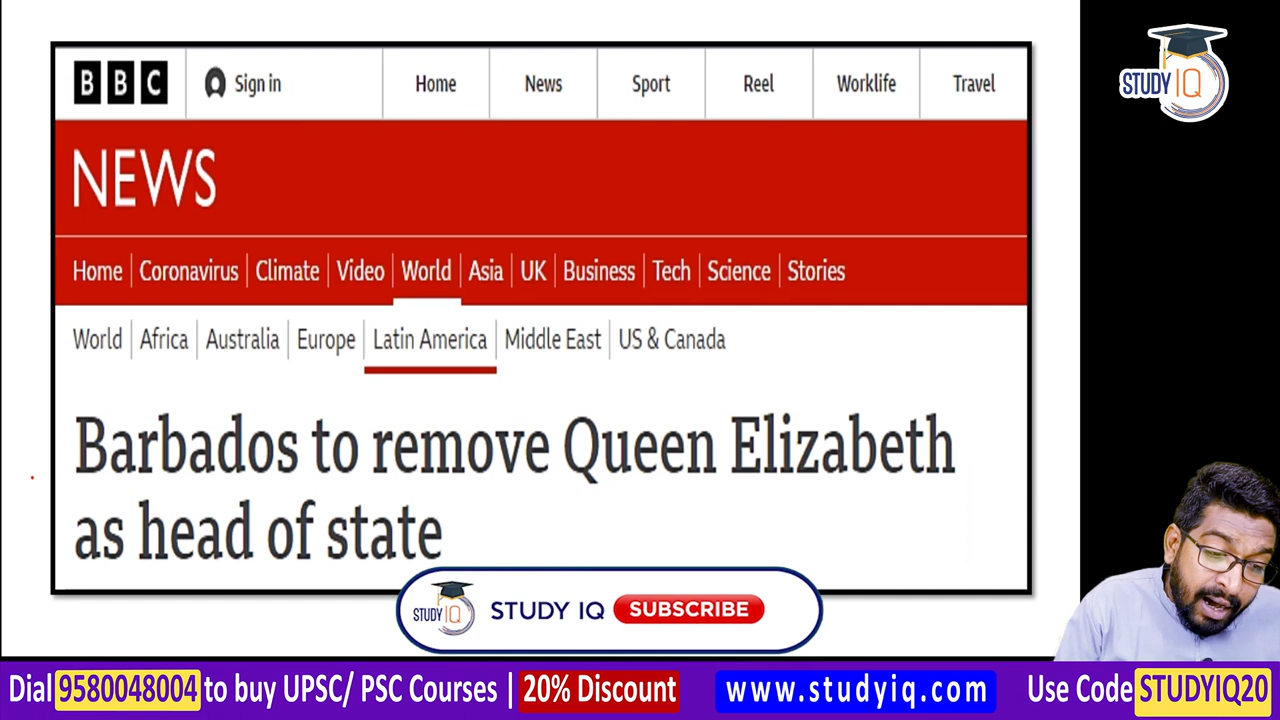 BBC Sign in Home News Sport Reel Worklife Travel
STUDY IQ
NEWS
Home Coronavirus Climate Video World Asia UK Business Tech Science Stories
World Africa Australia Europe Latin America Middle East US & Canada
Barbados to remove Queen Elizabeth
as head of state
STUDY IQ STUDY IQ SUBSCRIBE
Dial 9580048004 to buy UPSC/ PSC Courses | 20% Discount www.studyiq.com Use Code STUDYIQ20